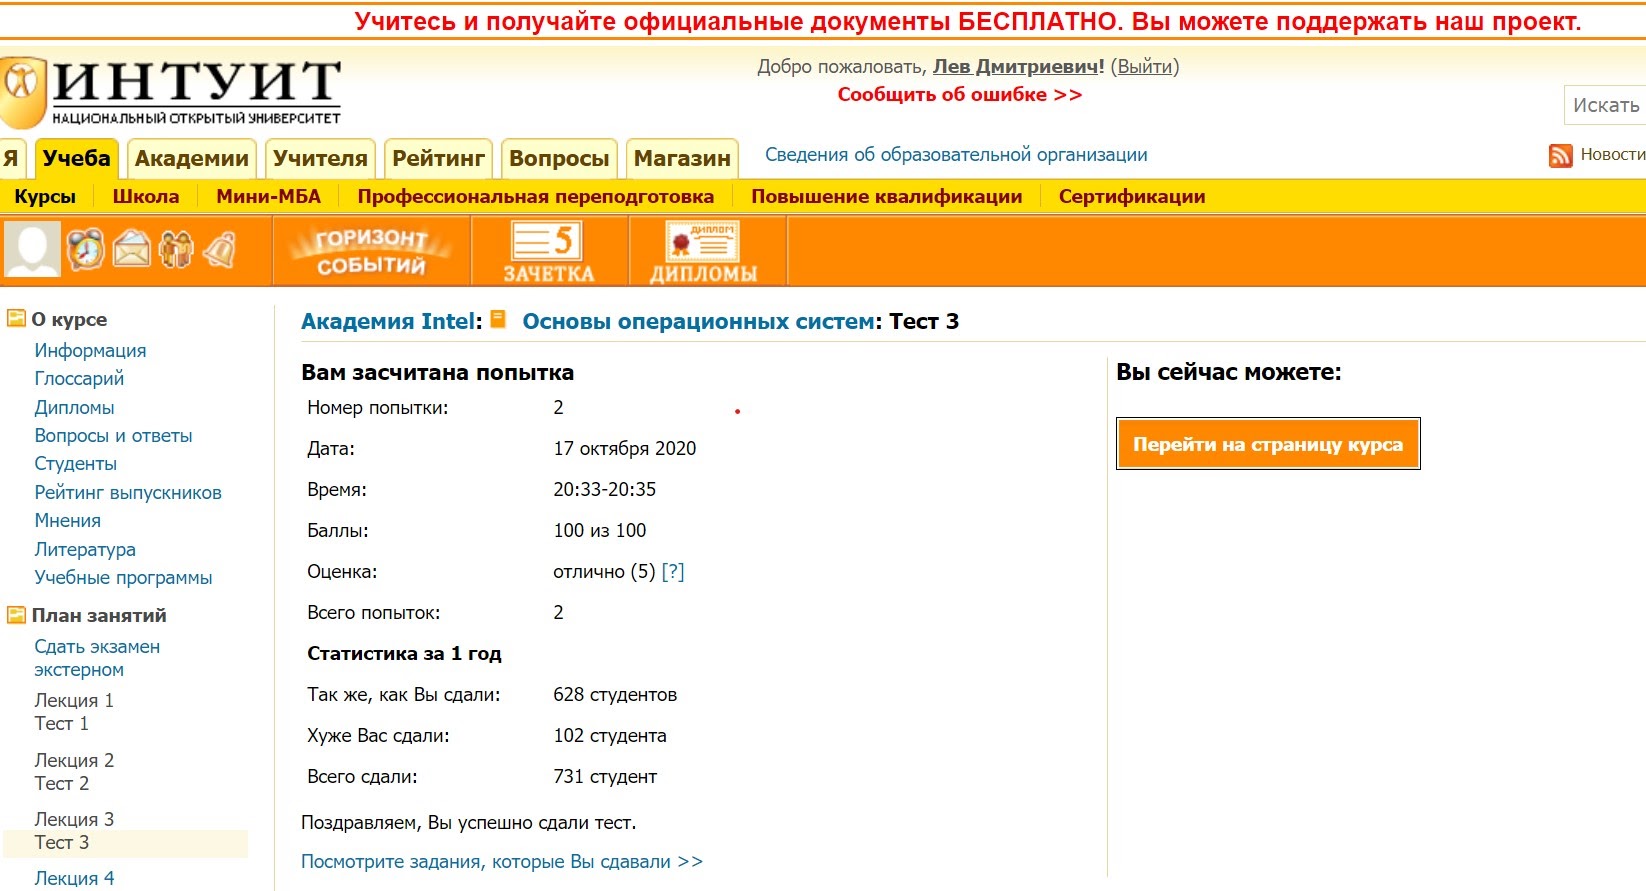 Учитесь и получайте официальные документы БЕСПЛАТНО. Вы можете поддержать наш проект.
ИНТУИТ
НАЦИОНАЛЬНЫЙ ОТКРЫТЫЙ УНИВЕРСИТЕТ
Добро пожаловать, Лев Дмитриевич! (Выйти)
Сообщить об ошибке >>
Искать
Я Учеба Академии Учителя Рейтинг Вопросы Магазин Сведения об образовательной организации Новости
Курсы Школа Мини-МБА Профессиональная переподготовка Повышение квалификации Сертификации
ГОРИЗОНТ СОБЫТИЙ
5 ЗАЧЕТКА
ДИПЛОМ ДИПЛОМЫ
О курсе
Информация
Глоссарий
Дипломы
Вопросы и ответы
Студенты
Рейтинг выпускников
Мнения
Литература
Учебные программы
План занятий
Сдать экзамен
экстерном
Лекция 1
Тест 1
Лекция 2
Тест 2
Лекция 3
Тест 3
Лекция 4
Академия Intel: Основы операционных систем: Тест 3
Вам засчитана попытка
Номер попытки: 2
Дата: 17 октября 2020
Время: 20:33-20:35
Баллы: 100 из 100
Оценка: отлично (5) [?]
Всего попыток: 2
Статистика за 1 год
Так же, как Вы сдали: 628 студентов
Хуже Вас сдали: 102 студента
Всего сдали: 731 студент
Поздравляем, Вы успешно сдали тест.
Посмотрите задания, которые Вы сдавали >>
Вы сейчас можете:
Перейти на страницу курса